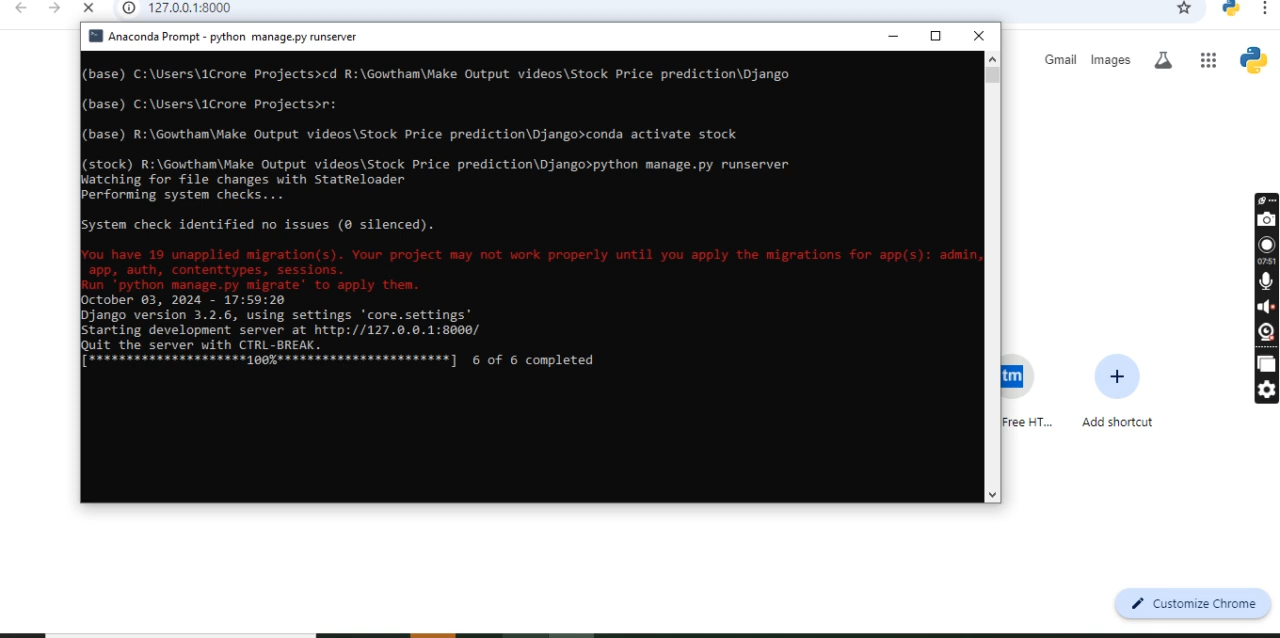 127.0.0.1:8000
Anaconda Prompt - python  manage.py runserver
(base) C:\Users\1Crore Projects>cd R:\Gowtham\Make Output videos\Stock Price prediction\Django
(base) C:\Users\1Crore Projects>r:
(base) R:\Gowtham\Make Output videos\Stock Price prediction\Django>conda activate stock
(stock) R:\Gowtham\Make Output videos\Stock Price prediction\Django>python manage.py runserver
Watching for file changes with StatReloader
Performing system checks...
System check identified no issues (0 silenced).
You have 19 unapplied migration(s). Your project may not work properly until you apply the migrations for app(s): admin,
app, auth, contenttypes, sessions.
Run 'python manage.py migrate' to apply them.
October 03, 2024 - 17:59:20
Django version 3.2.6, using settings 'core.settings'
Starting development server at http://127.0.0.1:8000/
Quit the server with CTRL-BREAK.
[*********************100%***********************]  6 of 6 completed
Gmail Images
07:51
tm
Free HT...
Add shortcut
Customize Chrome